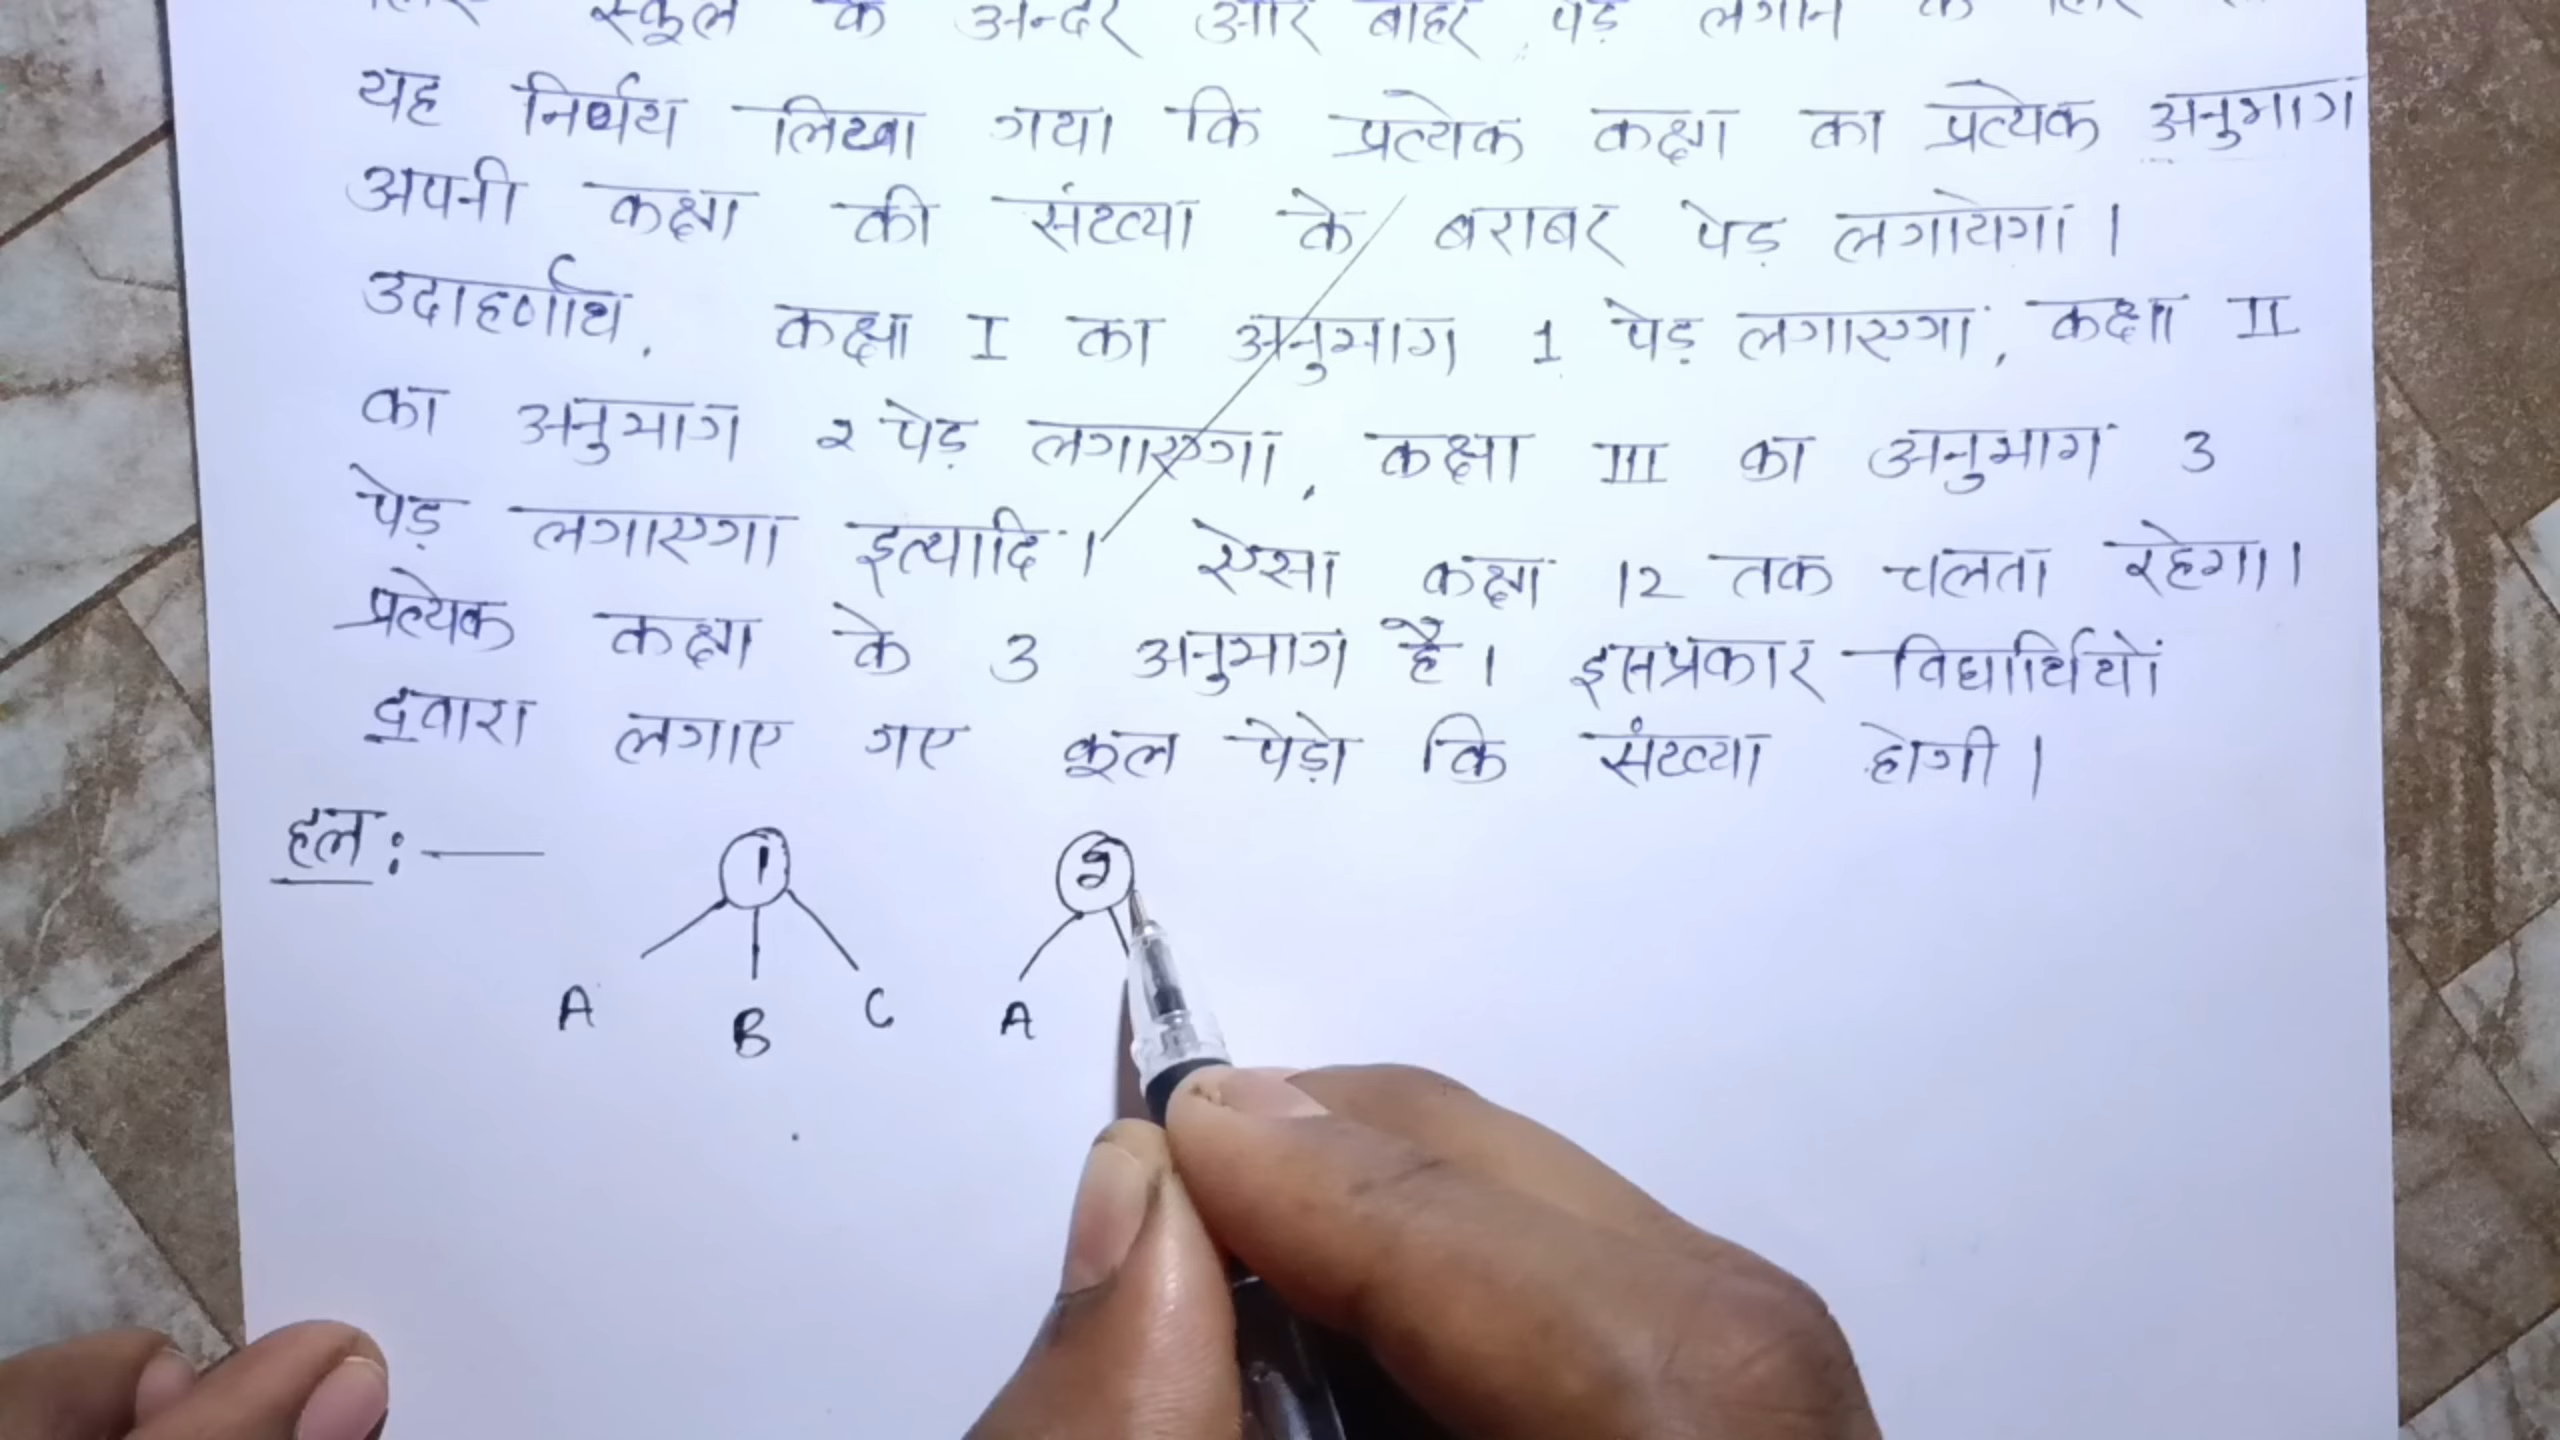 स्कूल के अन्दर और बाहर पेड़ लगाने के लिए
यह निर्णय लिया गया कि प्रत्येक कक्षा का प्रत्येक अनुभाग
अपनी कक्षा की संख्या के बराबर पेड़ लगायेगा।
उदाहर्णाथ, कक्षा I का अनुभाग 1 पेड़ लगाएगा, कक्षा II
का अनुभाग 2 पेड़ लगाएगा, कक्षा III का अनुभाग 3
पेड़ लगाएगा इत्यादि। ऐसा कक्षा 12 तक चलता रहेगा।
प्रत्येक कक्षा के 3 अनुभाग है। इसप्रकार विद्यार्थियों
द्वारा लगाए गए कूल पेड़ो कि संख्या होगी।
हल :— 1 2
A B C A